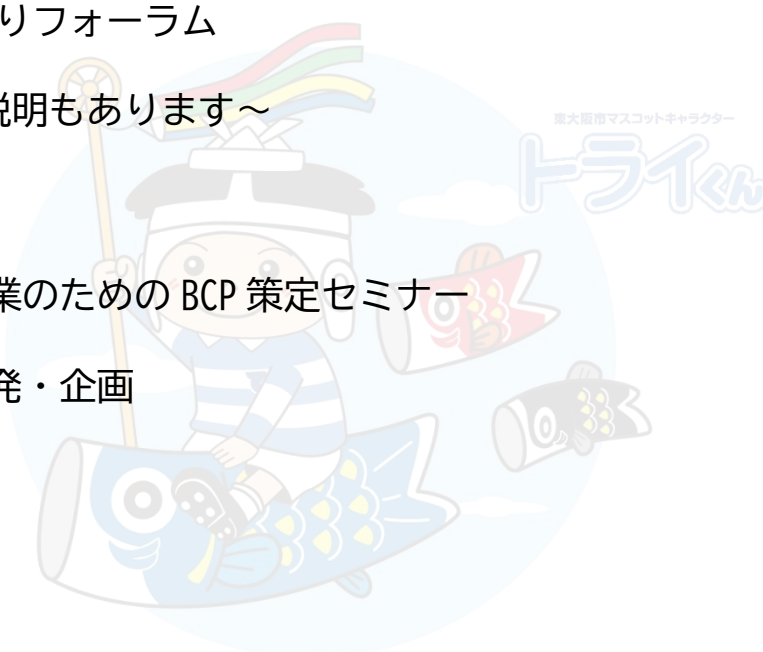 りフォーラム
説明もあります～
東大阪市マスコットキャラクター
トライくん
業のための BCP 策定セミナー
発・企画